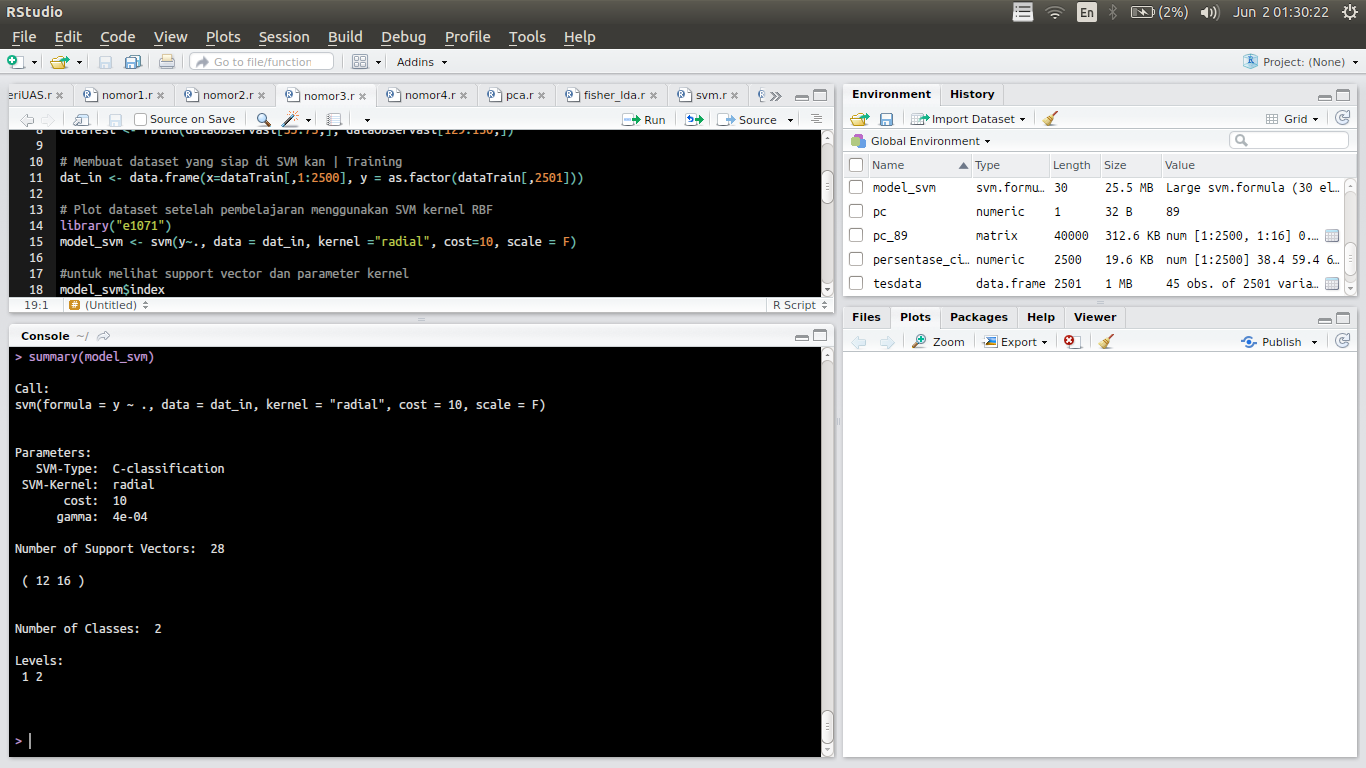 RStudio
En (2%) Jun 2 01:30:22
File Edit Code View Plots Session Build Debug Profile Tools Help
Go to file/function Addins Project: (None)
eriUAS.r nomor1.r nomor2.r nomor3.r nomor4.r pca.r fisher_lda.r svm.r
Source on Save Run Source
8
9
10 # Membuat dataset yang siap di SVM kan | Training
11 dat_in <- data.frame(x=dataTrain[,1:2500], y = as.factor(dataTrain[,2501]))
12
13 # Plot dataset setelah pembelajaran menggunakan SVM kernel RBF
14 library("e1071")
15 model_svm <- svm(y~., data = dat_in, kernel ="radial", cost=10, scale = F)
16
17 #untuk melihat support vector dan parameter kernel
18 model_svm$index
19:1 # (Untitled) R Script
Console ~/
> summary(model_svm)
Call:
svm(formula = y ~ ., data = dat_in, kernel = "radial", cost = 10, scale = F)
Parameters:
SVM-Type: C-classification
SVM-Kernel: radial
cost: 10
gamma: 4e-04
Number of Support Vectors: 28
( 12 16 )
Number of Classes: 2
Levels:
1 2
>
Environment History
Import Dataset Grid
Global Environment
Name Type Length Size Value
model_svm svm.formu… 30 25.5 MB Large svm.formula (30 el…
pc numeric 1 32 B 89
pc_89 matrix 40000 312.6 KB num [1:2500, 1:16] 0.…
persentase_ci… numeric 2500 19.6 KB num [1:2500] 38.4 59.4 6…
tesdata data.frame 2501 1 MB 45 obs. of 2501 varia…
Files Plots Packages Help Viewer
Zoom Export Publish